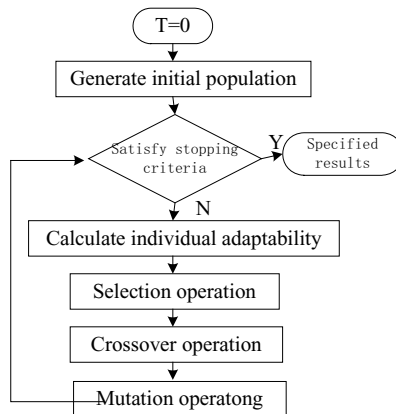 T=0
Generate initial population
Satisfy stopping
criteria
Y
Specified
results
N
Calculate individual adaptability
Selection operation
Crossover operation
Mutation operatong